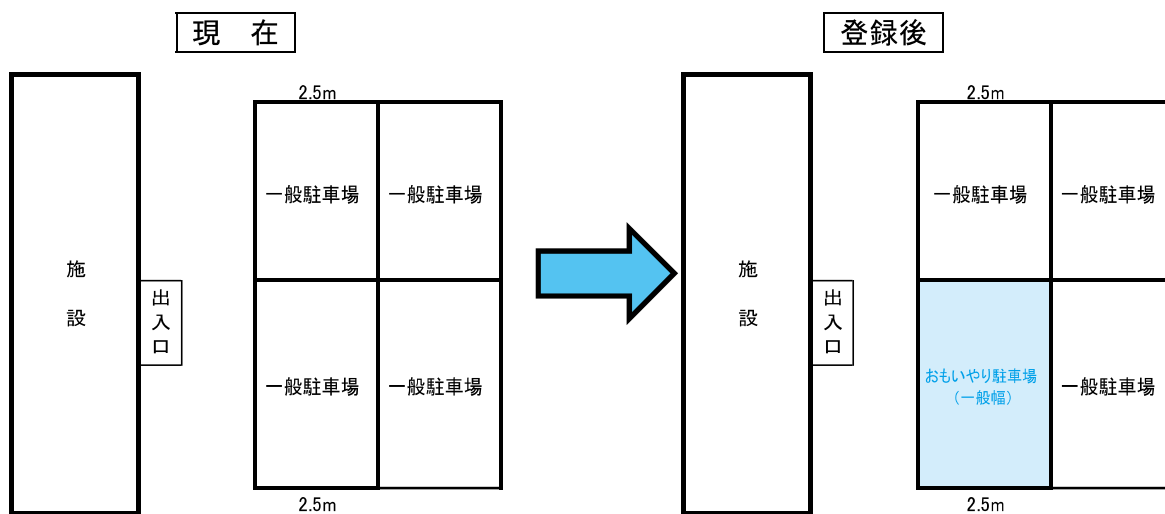 現　在
2.5m
一般駐車場
一般駐車場
施設
出入口
一般駐車場
一般駐車場
2.5m
登録後
2.5m
一般駐車場
一般駐車場
施設
出入口
おもいやり駐車場
（一般幅）
一般駐車場
2.5m